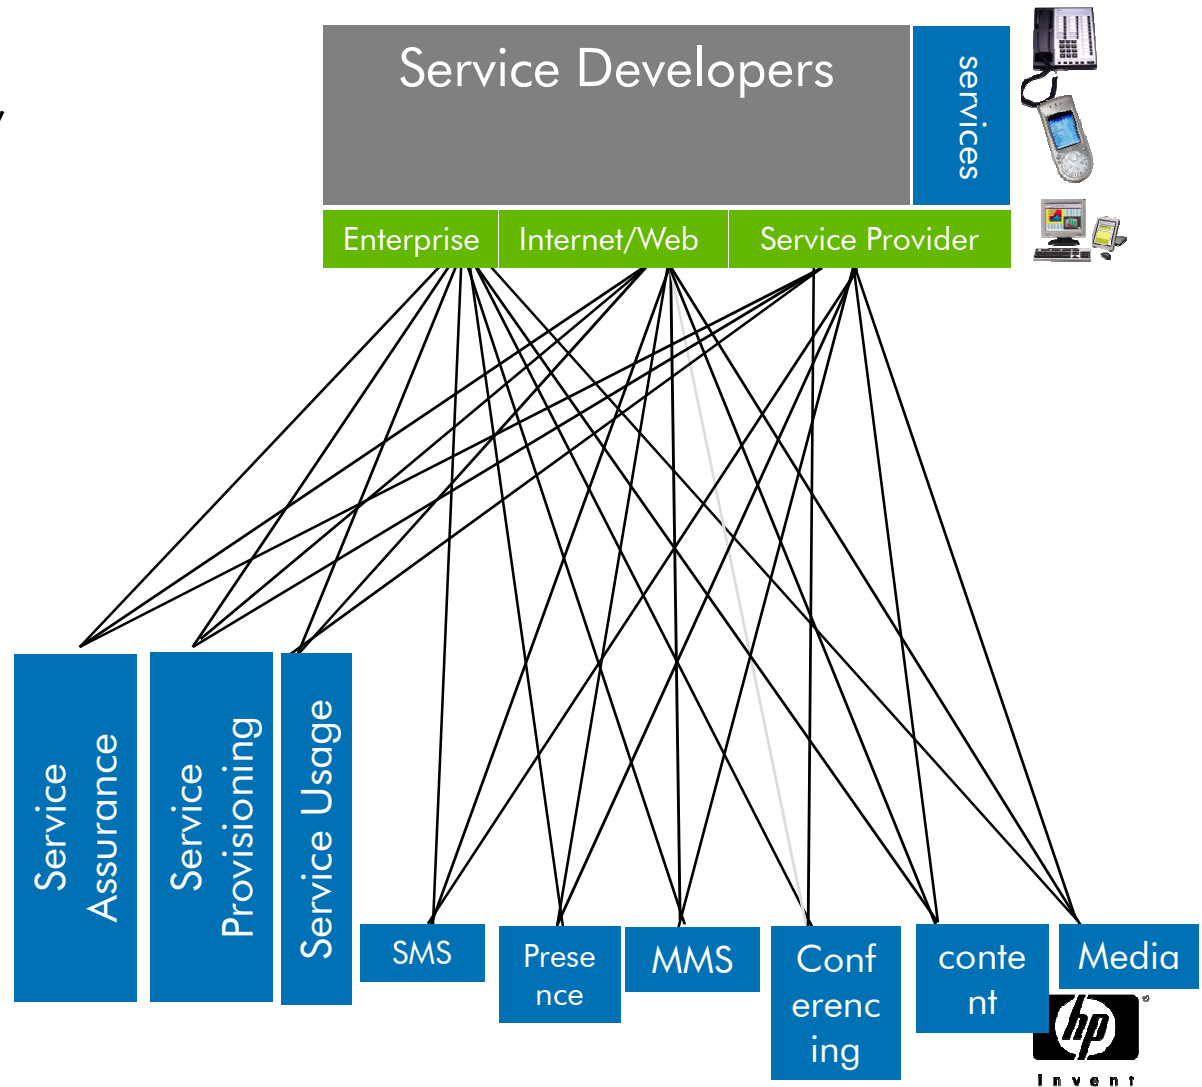 Service Developers
services
Enterprise
Internet/Web
Service Provider
Service
Assurance
Service
Provisioning
Service Usage
SMS
Prese
nce
MMS
Conf
erenc
ing
conte
nt
Media
hp
®
invent